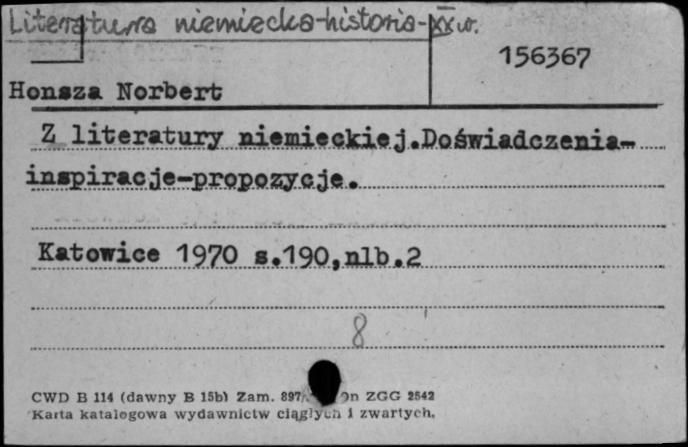 Literatura niemiecka-historia-XX w.
156367
Honsza Norbert
Z literatury niemieckiej.Doświadczenia-
inspiracje-propozycje.
Katowice 1970 s.190,nlb.2
8
CWD B 114 (dawny B 15b) Zam. 897/ ZGG 2542
Karta katalogowa wydawnictw ciągłych i zwartych.